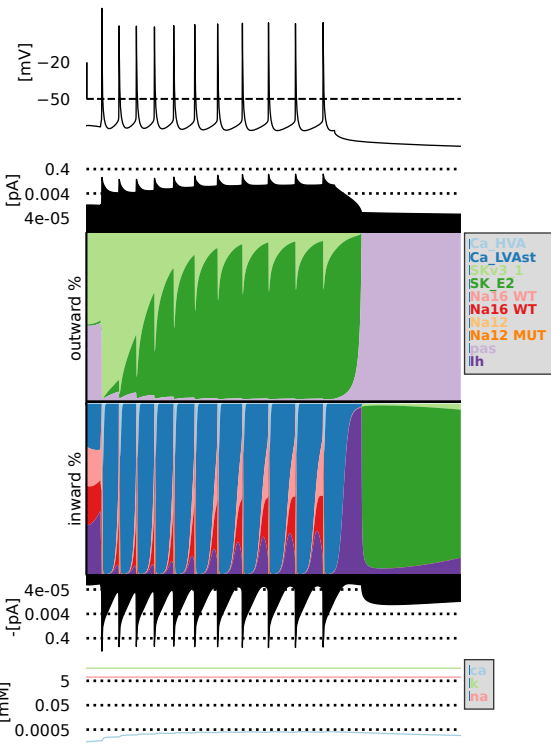 [mV]
−20
−50
[pA]
0.4
0.004
4e-05
outward %
Ca_HVA
Ca_LVAst
SKv3_1
SK_E2
Na16 WT
Na16 WT
Na12
Na12 MUT
pas
Ih
inward %
-[pA]
4e-05
0.004
0.4
[mM]
5
0.05
0.0005
ca
k
na